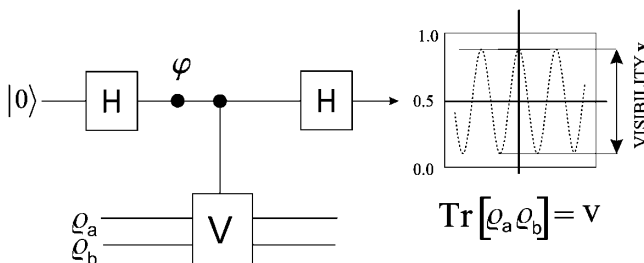 φ
|0⟩ H H
V
ϱa
ϱb
1.0
0.5
0.0
VISIBILITY v
Tr[ϱaϱb] = v